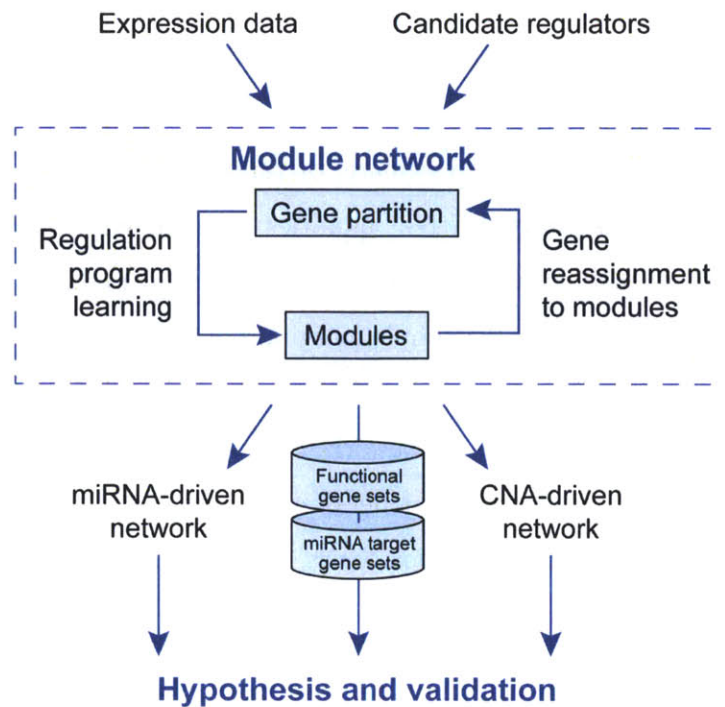 Expression data
Candidate regulators
Module network
Gene partition
Regulation
program
learning
Gene
reassignment
to modules
Modules
miRNA-driven
network
Functional
gene sets
miRNA target
gene sets
CNA-driven
network
Hypothesis and validation